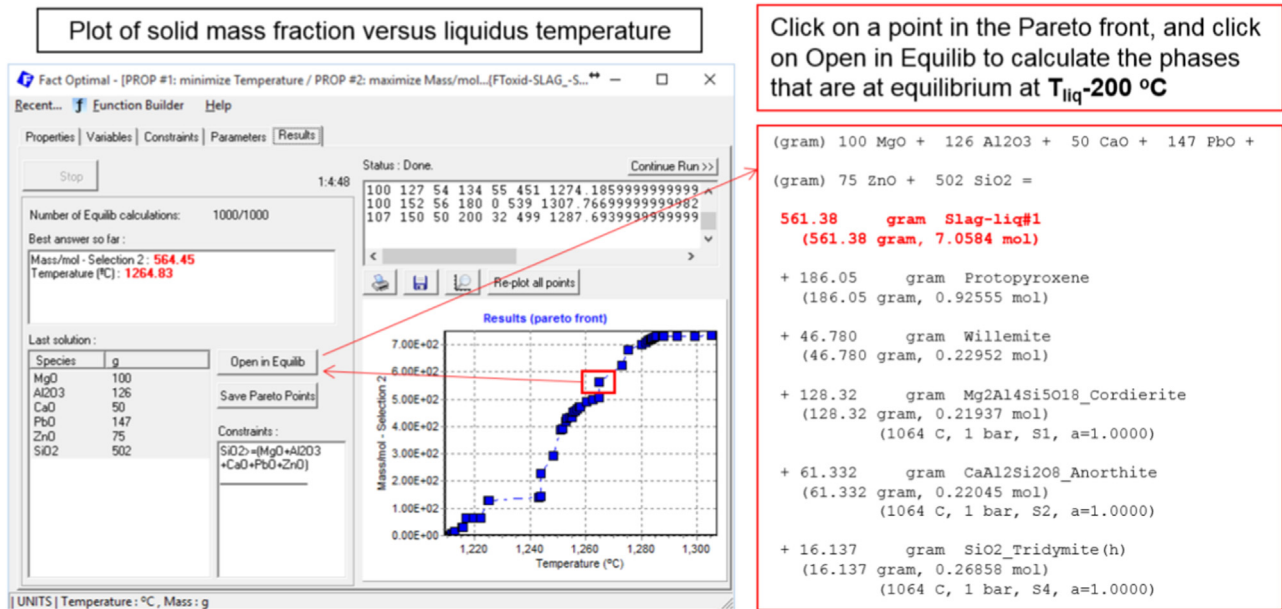 Plot of solid mass fraction versus liquidus temperature
Click on a point in the Pareto front, and click
on Open in Equilib to calculate the phases
that are at equilibrium at Tliq-200 ºC
Fact Optimal - [PROP #1: minimize Temperature / PROP #2: maximize Mass/mol...(FToxid-SLAG_-S...
Recent... Function Builder Help
Properties Variables Constraints Parameters Results
Stop
1:4:48
Number of Equilib calculations: 1000/1000
Best answer so far :
Mass/mol - Selection 2 : 564.45
Temperature (ºC) : 1264.83
Last solution :
Species g
MgO 100
Al2O3 126
CaO 50
PbO 147
ZnO 75
SiO2 502
Open in Equilib
Save Pareto Points
Constraints :
SiO2>=(MgO+Al2O3
+CaO+PbO+ZnO)
Status : Done.
Continue Run >>
100 127 54 134 55 451 1274.1859999999999
100 152 56 180 0 539 1307.76699999999982
107 150 50 200 32 499 1287.6939999999999
Re-plot all points
Results (pareto front)
Mass/mol - Selection 2
7.00E+02
6.00E+02
5.00E+02
4.00E+02
3.00E+02
2.00E+02
1.00E+02
0.00E+00
1,220 1,240 1,260 1,280 1,300
Temperature (ºC)
| UNITS | Temperature : ºC , Mass : g
(gram) 100 MgO + 126 Al2O3 + 50 CaO + 147 PbO +
(gram) 75 ZnO + 502 SiO2 =
561.38 gram Slag-liq#1
(561.38 gram, 7.0584 mol)
+ 186.05 gram Protopyroxene
(186.05 gram, 0.92555 mol)
+ 46.780 gram Willemite
(46.780 gram, 0.22952 mol)
+ 128.32 gram Mg2Al4Si5O18_Cordierite
(128.32 gram, 0.21937 mol)
(1064 C, 1 bar, S1, a=1.0000)
+ 61.332 gram CaAl2Si2O8_Anorthite
(61.332 gram, 0.22045 mol)
(1064 C, 1 bar, S2, a=1.0000)
+ 16.137 gram SiO2_Tridymite(h)
(16.137 gram, 0.26858 mol)
(1064 C, 1 bar, S4, a=1.0000)